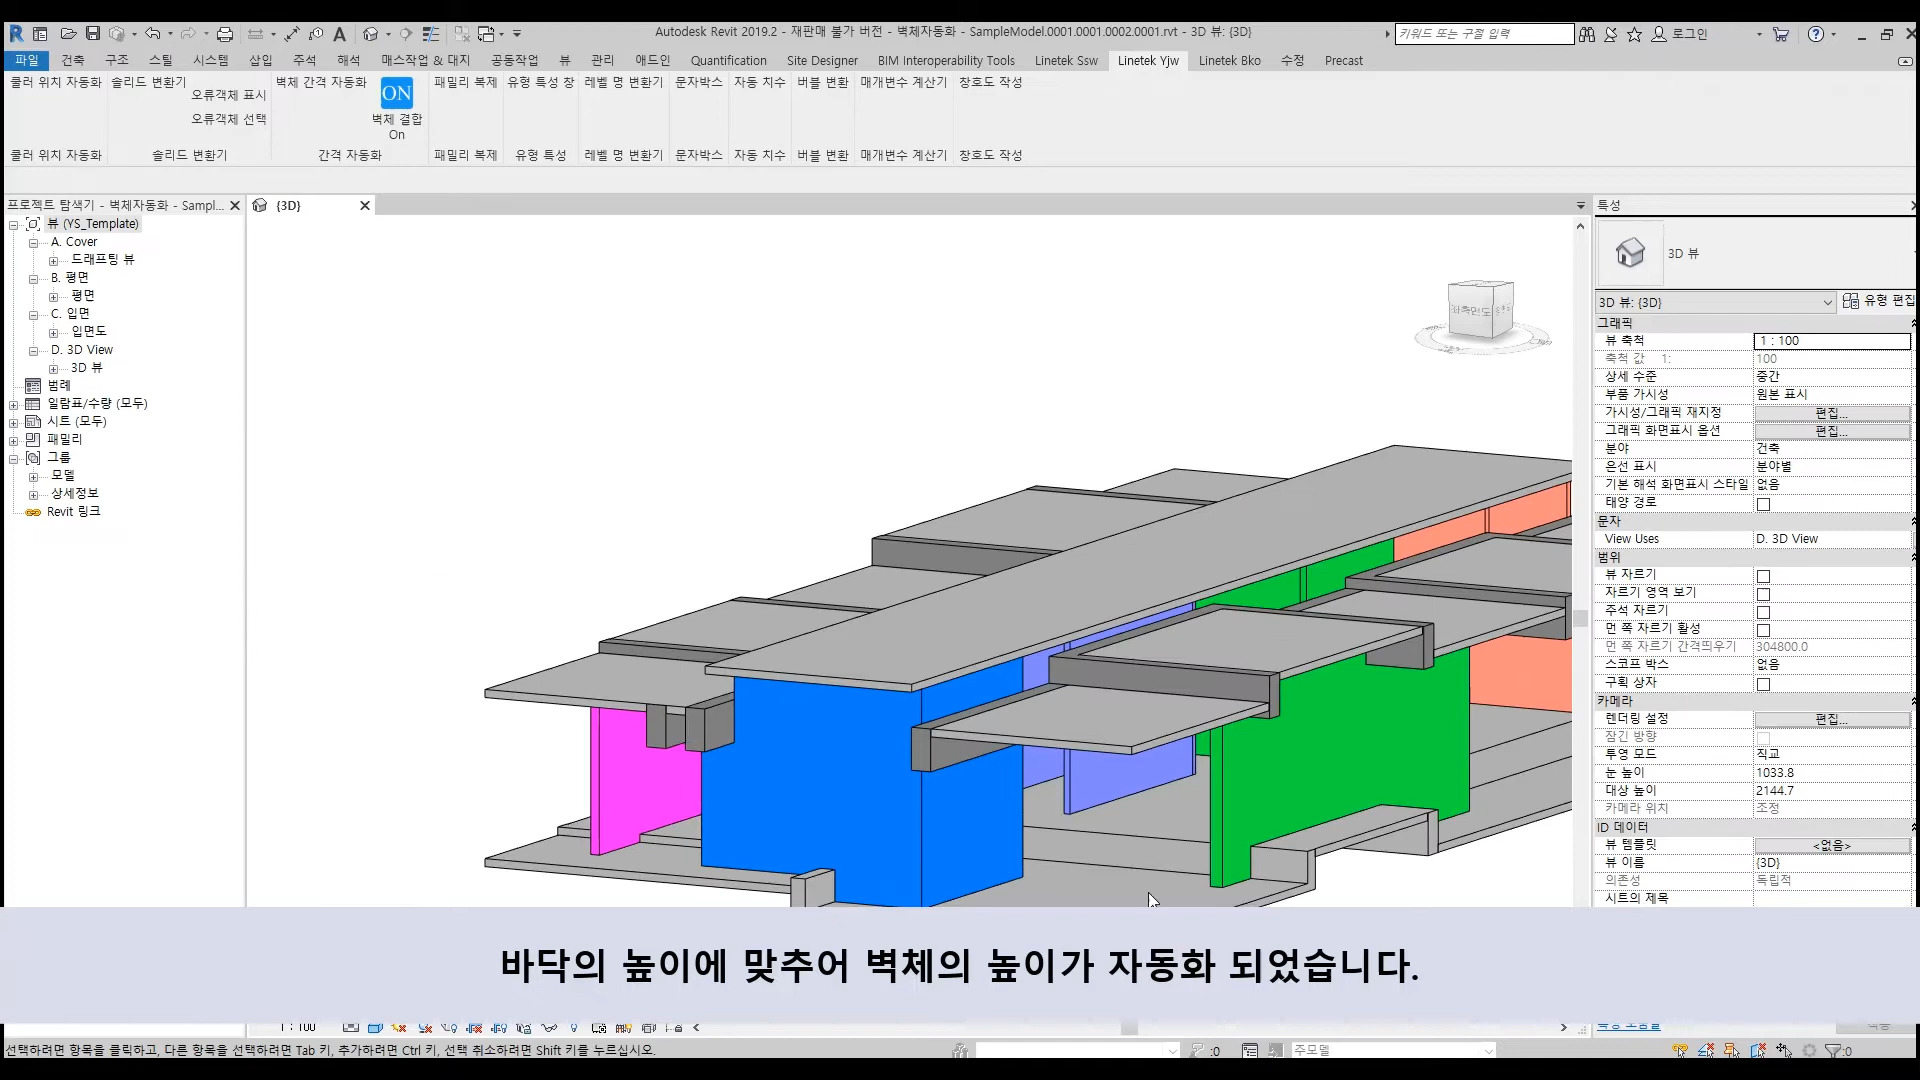 Autodesk Revit 2019.2 - 재판매 불가 버전 - 벽체자동화 - SampleModel.0001.0001.0002.0001.rvt - 3D 뷰: {3D}
키워드 또는 구절 입력
로그인
파일 건축 구조 스틸 시스템 삽입 주석 해석 매스작업 & 대지 공동작업 뷰 관리 애드인 Quantification Site Designer BIM Interoperability Tools Linetek Ssw Linetek Yjw Linetek Bko 수정 Precast
쿨러 위치 자동화 솔리드 변환기 벽체 간격 자동화 패밀리 복제 유형 특성 창 레벨 명 변환기 문자박스 자동 치수 버블 변환 매개변수 계산기 창호도 작성
오류객체 표시
ON
오류객체 선택
벽체 결합
On
쿨러 위치 자동화 솔리드 변환기 간격 자동화 패밀리 복제 유형 특성 레벨 명 변환기 문자박스 자동 치수 버블 변환 매개변수 계산기 창호도 작성
프로젝트 탐색기 - 벽체자동화 - Sampl...
뷰 (YS_Template)
A. Cover
드래프팅 뷰
B. 평면
평면
C. 입면
입면도
D. 3D View
3D 뷰
범례
일람표/수량 (모두)
시트 (모두)
패밀리
그룹
모델
상세정보
Revit 링크
{3D}
좌측면도
특성
3D 뷰
3D 뷰: {3D} 유형 편집
그래픽
뷰 축척 1 : 100
축척 값 1: 100
상세 수준 중간
부품 가시성 원본 표시
가시성/그래픽 재지정 편집...
그래픽 화면표시 옵션 편집...
분야 건축
은선 표시 분야별
기본 해석 화면표시 스타일 없음
태양 경로
문자
View Uses D. 3D View
범위
뷰 자르기
자르기 영역 보기
주석 자르기
먼 쪽 자르기 활성
먼 쪽 자르기 간격띄우기 304800.0
스코프 박스 없음
구획 상자
카메라
렌더링 설정 편집...
잠긴 방향
투영 모드 직교
눈 높이 1033.8
대상 높이 2144.7
카메라 위치 조정
ID 데이터
뷰 템플릿 <없음>
뷰 이름 {3D}
의존성 독립적
시트의 제목
바닥의 높이에 맞추어 벽체의 높이가 자동화 되었습니다.
1 : 100
선택하려면 항목을 클릭하고, 다른 항목을 선택하려면 Tab 키, 추가하려면 Ctrl 키, 선택 취소하려면 Shift 키를 누르십시오.
:0
주모델
:0